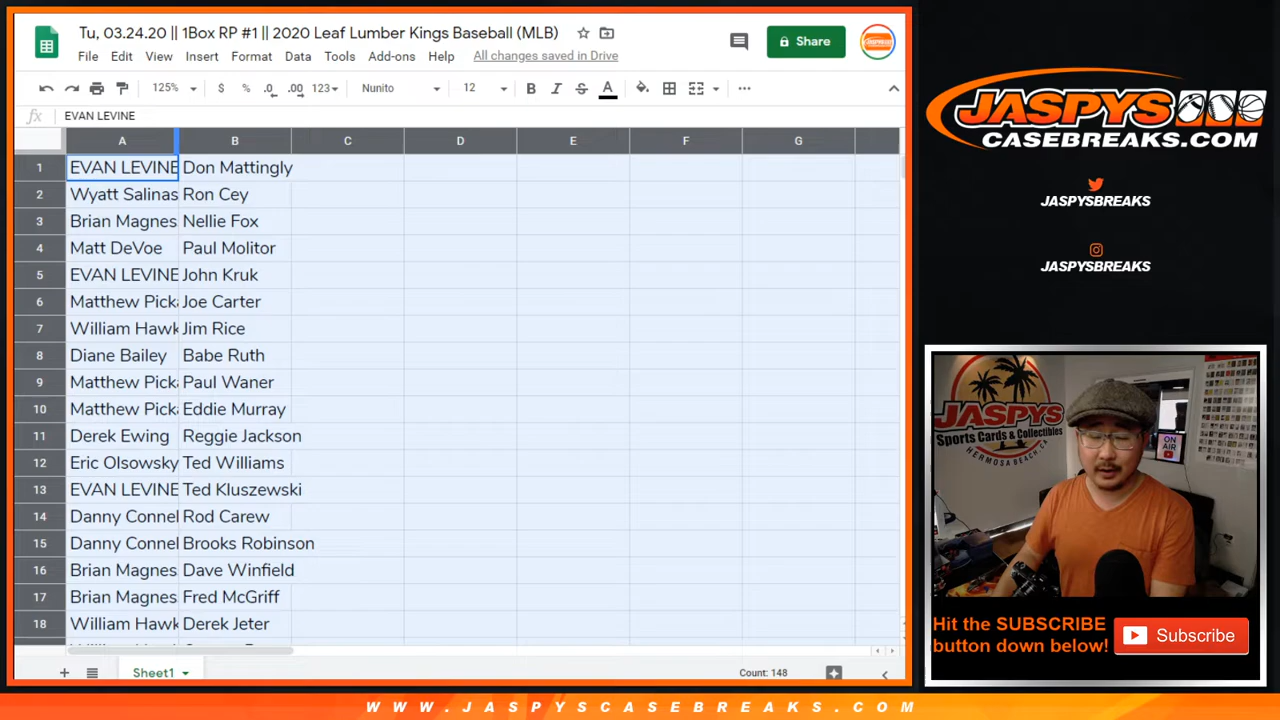 Tu, 03.24.20 || 1Box RP #1 || 2020 Leaf Lumber Kings Baseball (MLB)
File Edit View Insert Format Data Tools Add-ons Help All changes saved in Drive
Share
125% $ % .0 .00 123 Nunito 12 B I S A
fx EVAN LEVINE
A B C D E F G
1 EVAN LEVINE Don Mattingly
2 Wyatt Salinas Ron Cey
3 Brian Magnes Nellie Fox
4 Matt DeVoe Paul Molitor
5 EVAN LEVINE John Kruk
6 Matthew Picka Joe Carter
7 William Hawk Jim Rice
8 Diane Bailey Babe Ruth
9 Matthew Picka Paul Waner
10 Matthew Picka Eddie Murray
11 Derek Ewing Reggie Jackson
12 Eric Olsowsky Ted Williams
13 EVAN LEVINE Ted Kluszewski
14 Danny Connel Rod Carew
15 Danny Connel Brooks Robinson
16 Brian Magnes Dave Winfield
17 Brian Magnes Fred McGriff
18 William Hawk Derek Jeter
Sheet1
Count: 148
JASPYS
CASEBREAKS.COM
JASPYSBREAKS
JASPYSBREAKS
JASPYS
Sports Cards & Collectibles
HERMOSA BEACH, CA
ON AIR
Hit the SUBSCRIBE
button down below!
Subscribe
WWW.JASPYSCASEBREAKS.COM